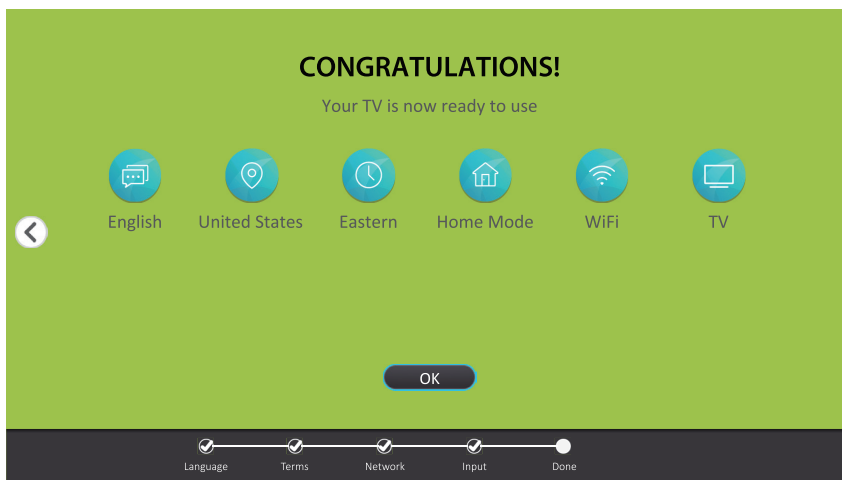 CONGRATULATIONS!
Your TV is now ready to use
English United States Eastern Home Mode WiFi TV
OK
Language Terms Network Input Done